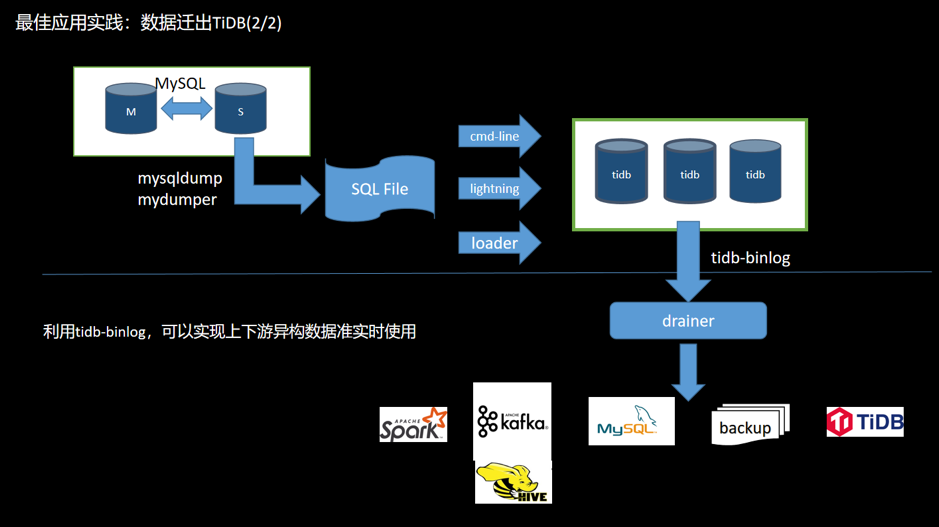 最佳应用实践：数据迁出TiDB(2/2)
MySQL
M
S
mysqldump
mydumper
SQL File
cmd-line
lightning
loader
tidb
tidb
tidb
tidb-binlog
利用tidb-binlog，可以实现上下游异构数据准实时使用
drainer
APACHE
Spark
APACHE
kafka
HIVE
MySQL
backup
TiDB